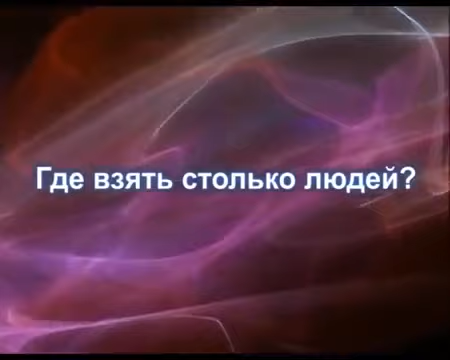 Где взять столько людей?